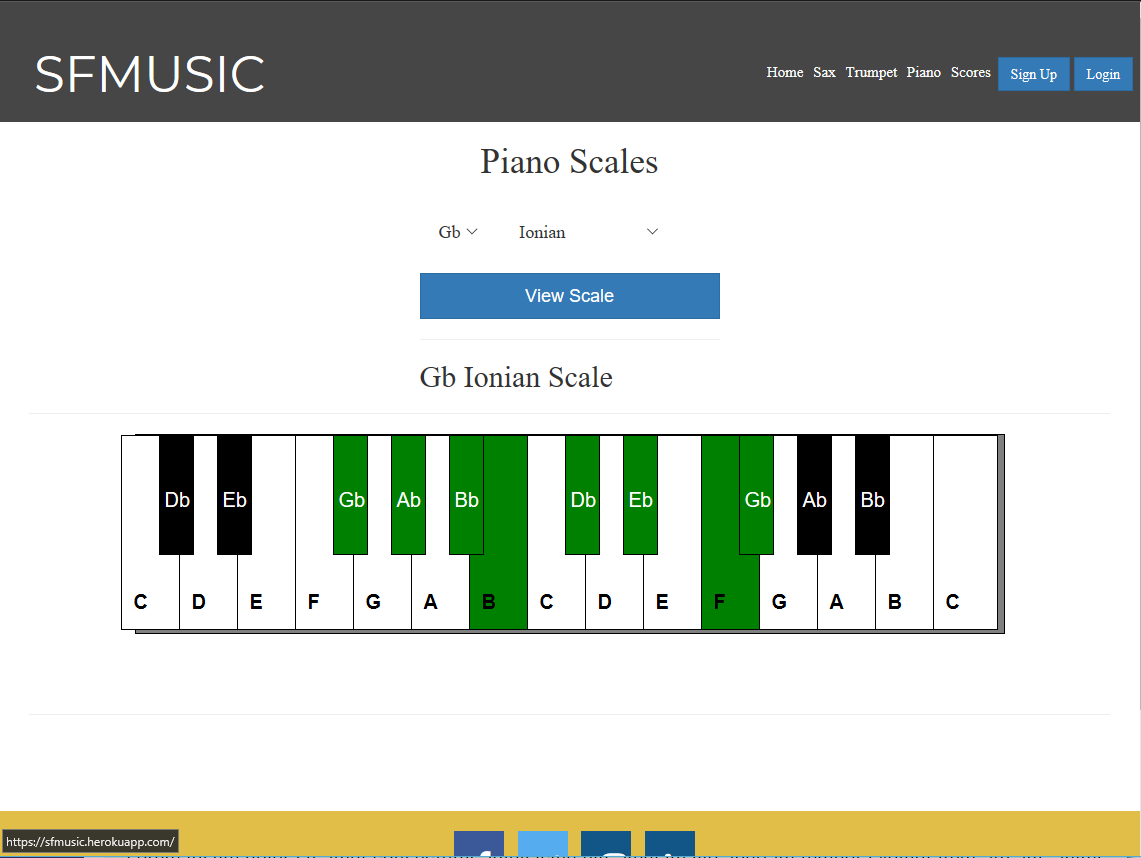 SFMUSIC
Home Sax Trumpet Piano Scores Sign Up Login
Piano Scales
Gb Ionian
View Scale
Gb Ionian Scale
Db Eb Gb Ab Bb Db Eb Gb Ab Bb
C D E F G A B C D E F G A B C
https://sfmusic.herokuapp.com/